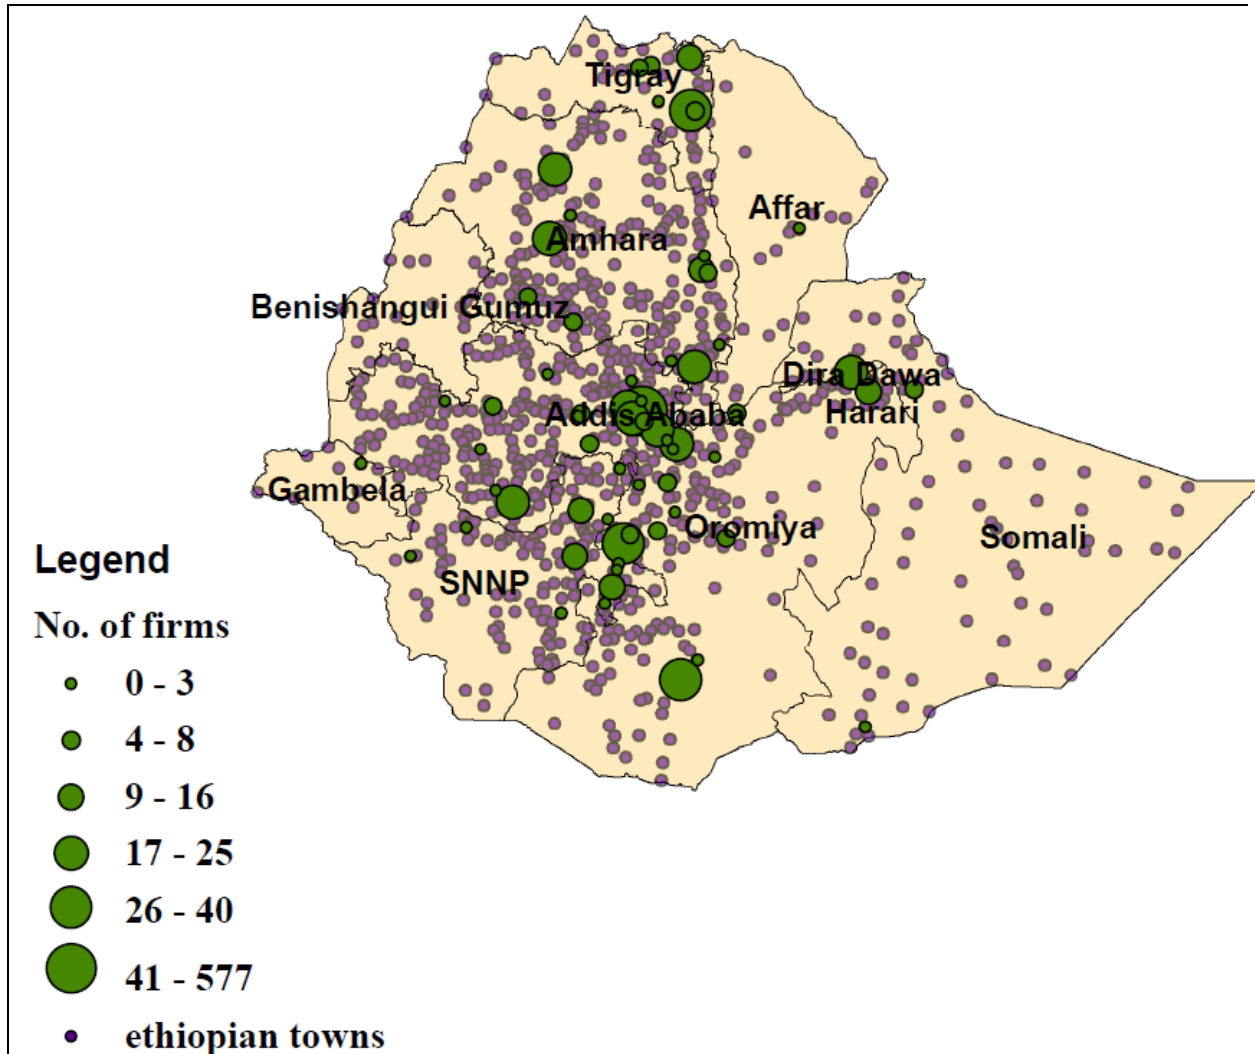 Tigray
Affar
Amhara
Benishangui Gumuz
Dira Dawa
Harari
Addis Ababa
Gambela
Oromiya
Somali
SNNP
Legend
No. of firms
0 - 3
4 - 8
9 - 16
17 - 25
26 - 40
41 - 577
ethiopian towns